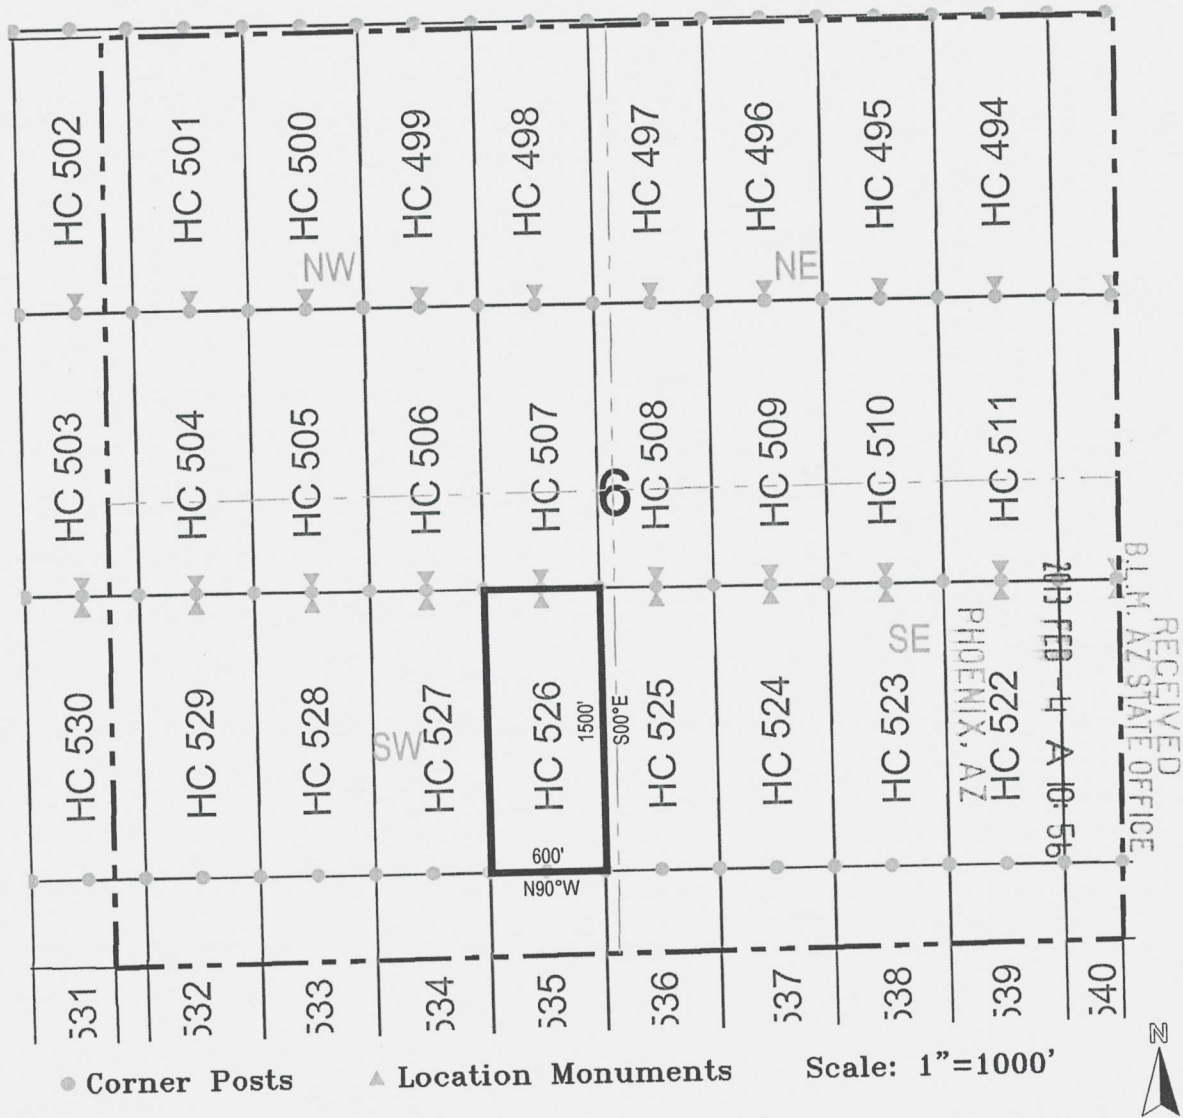 HC 502
HC 501
HC 500
HC 499
HC 498
HC 497
HC 496
HC 495
HC 494
NW
NE
HC 503
HC 504
HC 505
HC 506
HC 507
6
HC 508
HC 509
HC 510
HC 511
HC 530
HC 529
HC 528
SW
HC 527
HC 526
1500'
600'
N90°W
S00°E
HC 525
HC 524
SE
HC 523
HC 522
RECEIVED
B.L.M. AZ STATE OFFICE
2013 FEB -4 A 10:56
PHOENIX, AZ
531
532
533
534
535
536
537
538
539
540
Corner Posts
Location Monuments
Scale: 1"=1000'
N